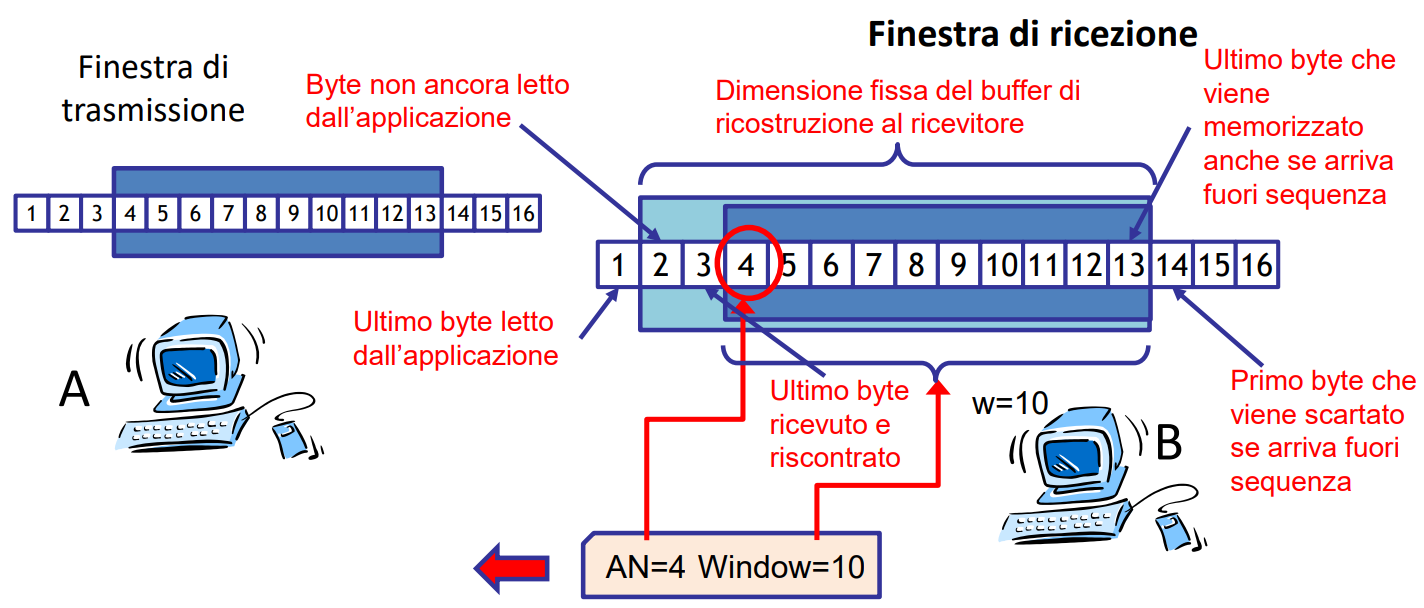 Finestra di ricezione
Finestra di
trasmissione
Byte non ancora letto
dall’applicazione
Dimensione fissa del buffer di
ricostruzione al ricevitore
Ultimo byte che
viene
memorizzato
anche se arriva
fuori sequenza
1 2 3 4 5 6 7 8 9 10 11 12 13 14 15 16
1 2 3 4 5 6 7 8 9 10 11 12 13 14 15 16
Ultimo byte letto
dall’applicazione
A
Ultimo byte
ricevuto e
riscontrato
w=10
B
Primo byte che
viene scartato
se arriva fuori
sequenza
AN=4 Window=10